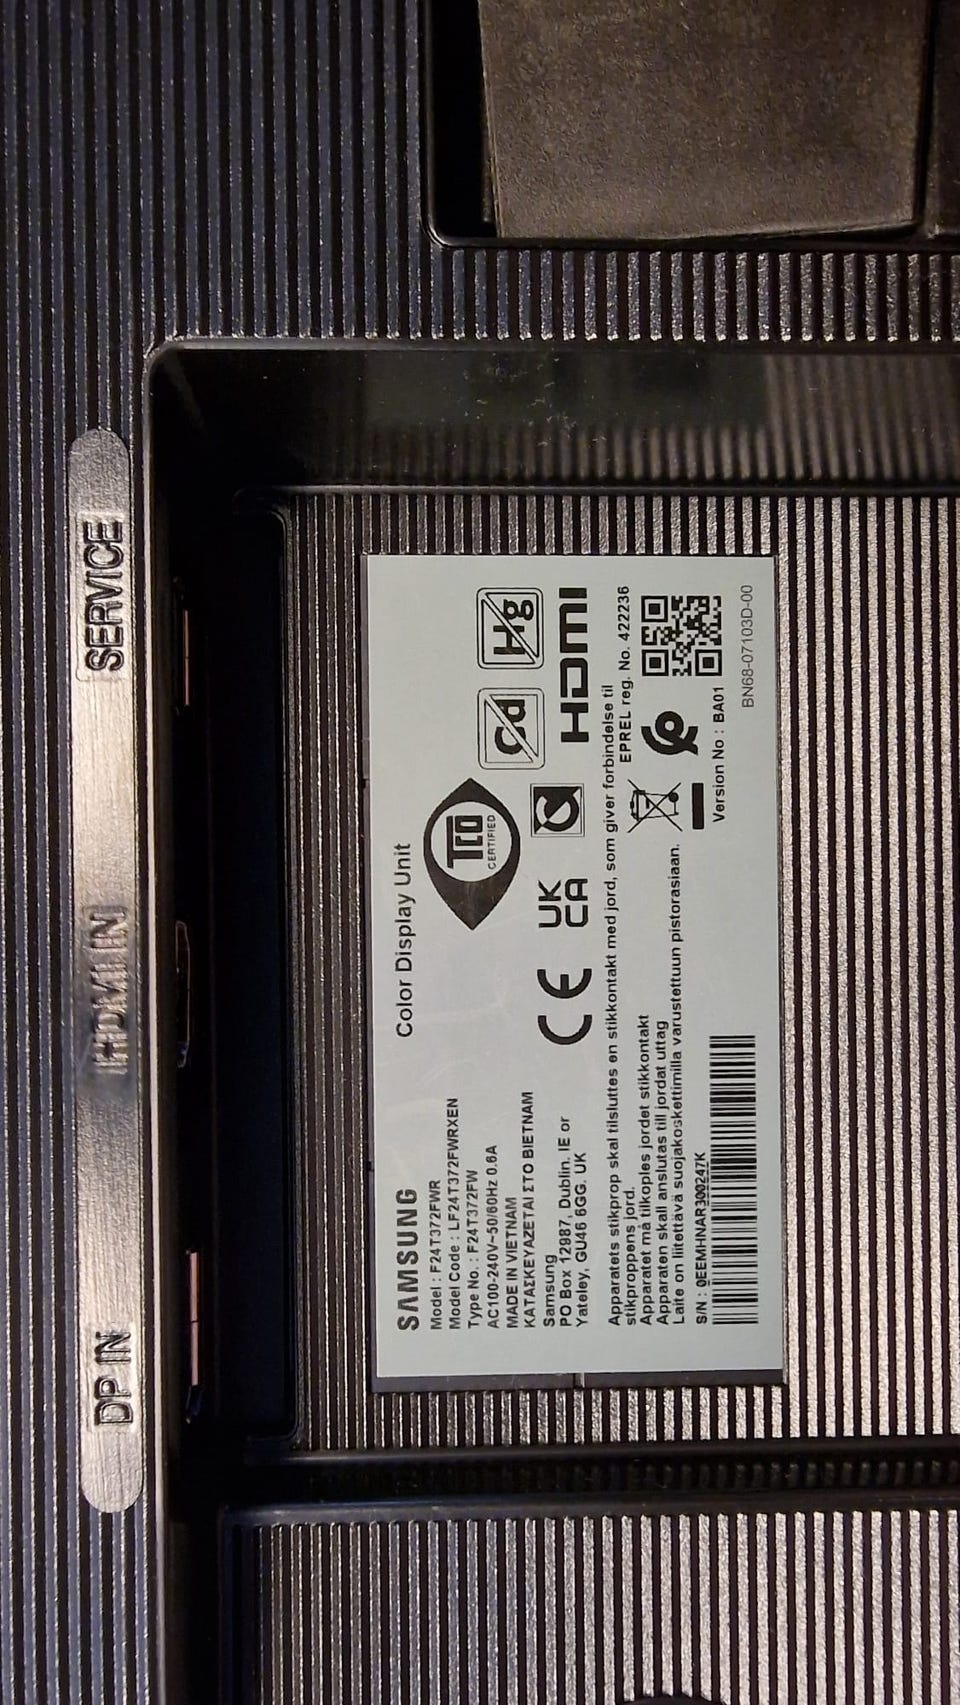 DP IN
HDMI IN
SERVICE
SAMSUNG
Color Display Unit
Model : F24T372FWR
Model Code : LF24T372FWRXEN
Type No. : F24T372FW
AC100-240V~50/60Hz 0.6A
MADE IN VIETNAM
ΚΑΤΑΣΚΕΥΑΖΕΤΑΙ ΣΤΟ ΒΙΕΤΝΑΜ
Samsung
PO Box 12987, Dublin. IE or
Yateley, GU46 6GG. UK
TCO
CERTIFIED
Cd
Hg
CE
UK
CA
HDMI
Apparatets stikprop skal tilsluttes en stikkontakt med jord, som giver forbindelse til
stikproppens jord.
Apparatet må tilkoples jordet stikkontakt
Apparaten skall anslutas till jordat uttag
Laite on liitettävä suojakoskettimilla varustettuun pistorasiaan.
EPREL reg. No. 422236
S/N : 0EEMHNAR300247K
Version No : BA01
BN68-07103D-00